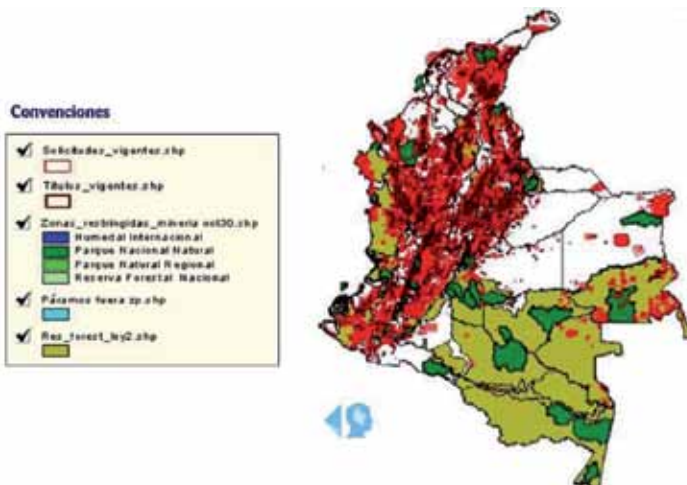 Convenciones
Solicitudes_vigentes.shp
Titulos_vigentes.shp
Zonas_restringidas_mineria oct30.shp
Humedal Internacional
Parque Nacional Natural
Parque Natural Regional
Reserva Forestal Nacional
Páramos fuera zp.shp
Res_forest_ley2.shp